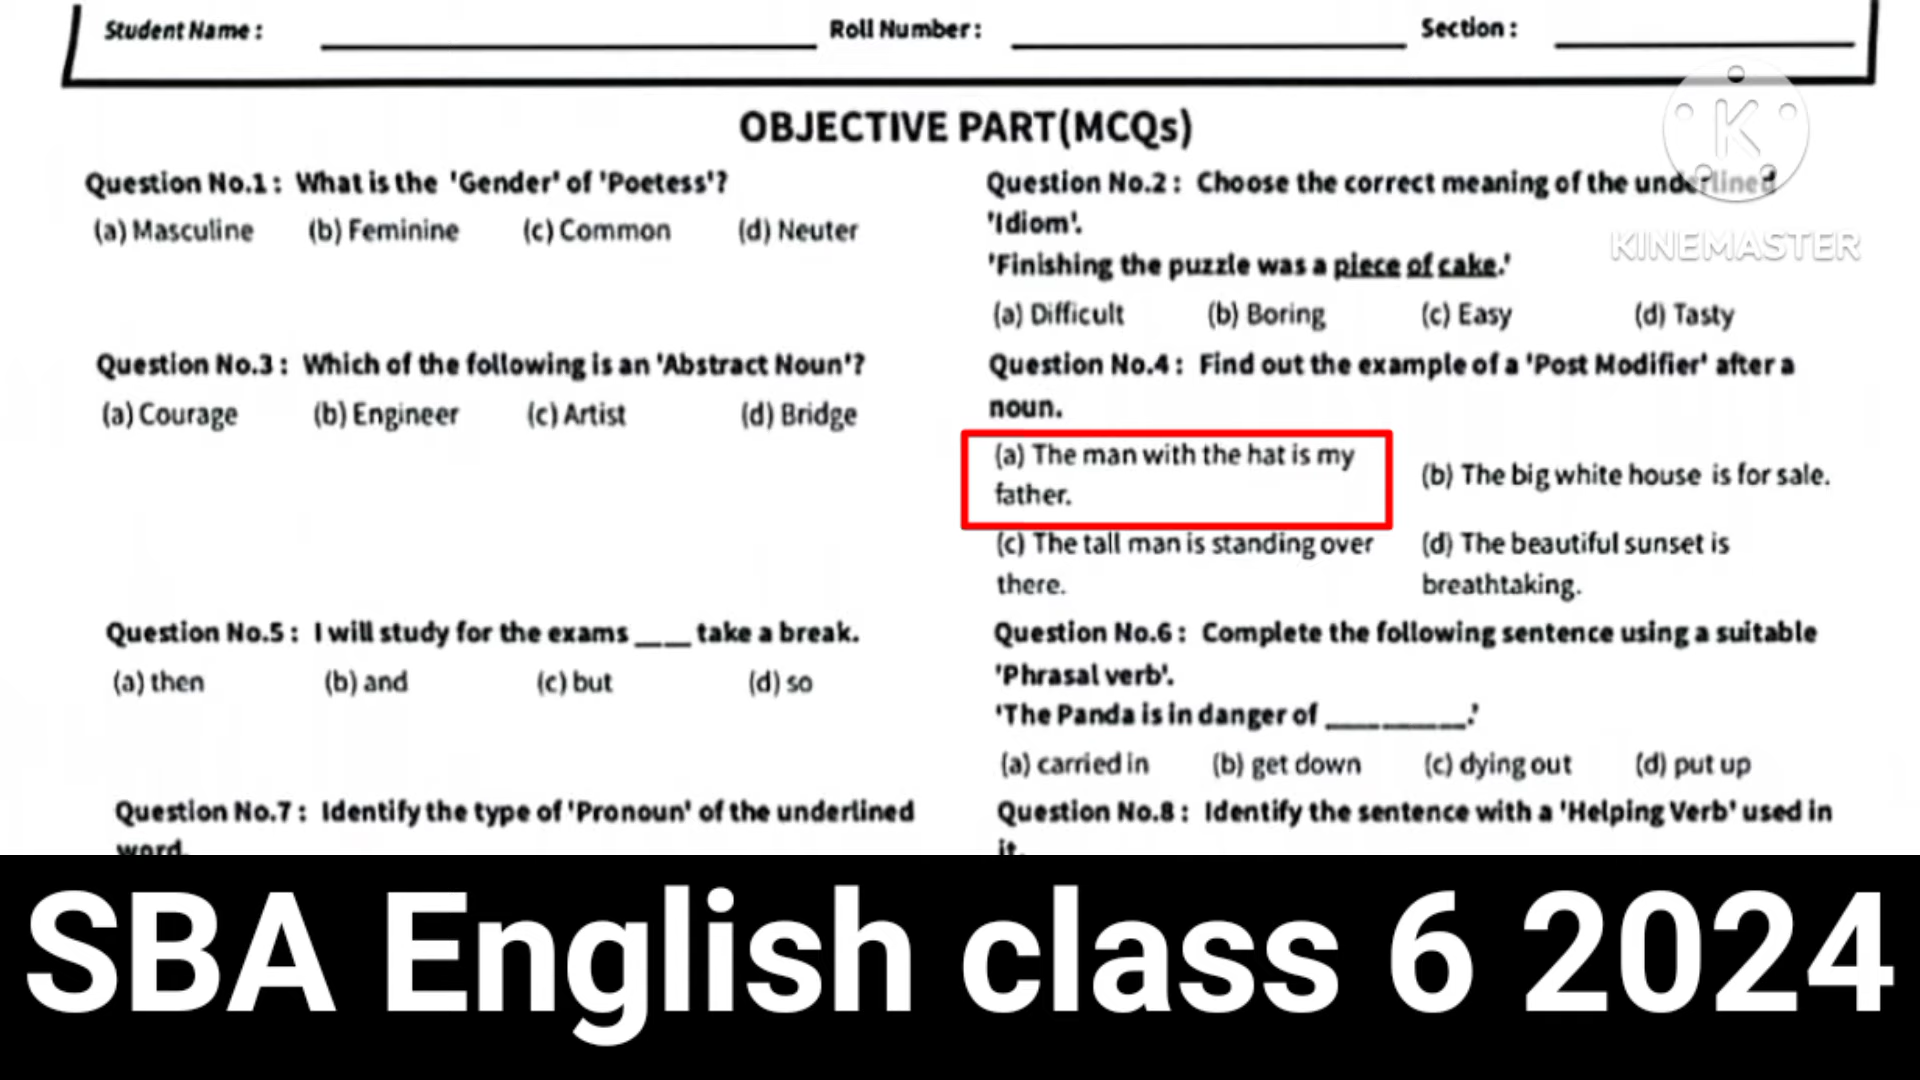 Student Name : Roll Number : Section :
OBJECTIVE PART(MCQs)
Question No.1 : What is the 'Gender' of 'Poetess'?
(a) Masculine (b) Feminine (c) Common (d) Neuter
Question No.2 : Choose the correct meaning of the underlined
'Idiom'.
'Finishing the puzzle was a piece of cake.'
(a) Difficult (b) Boring (c) Easy (d) Tasty
Question No.3 : Which of the following is an 'Abstract Noun'?
(a) Courage (b) Engineer (c) Artist (d) Bridge
Question No.4 : Find out the example of a 'Post Modifier' after a
noun.
(a) The man with the hat is my
father.
(b) The big white house is for sale.
(c) The tall man is standing over
there.
(d) The beautiful sunset is
breathtaking.
Question No.5 : I will study for the exams ____ take a break.
(a) then (b) and (c) but (d) so
Question No.6 : Complete the following sentence using a suitable
'Phrasal verb'.
'The Panda is in danger of __________.'
(a) carried in (b) get down (c) dying out (d) put up
Question No.7 : Identify the type of 'Pronoun' of the underlined
word.
Question No.8 : Identify the sentence with a 'Helping Verb' used in
it.
K
KINEMASTER
SBA English class 6 2024